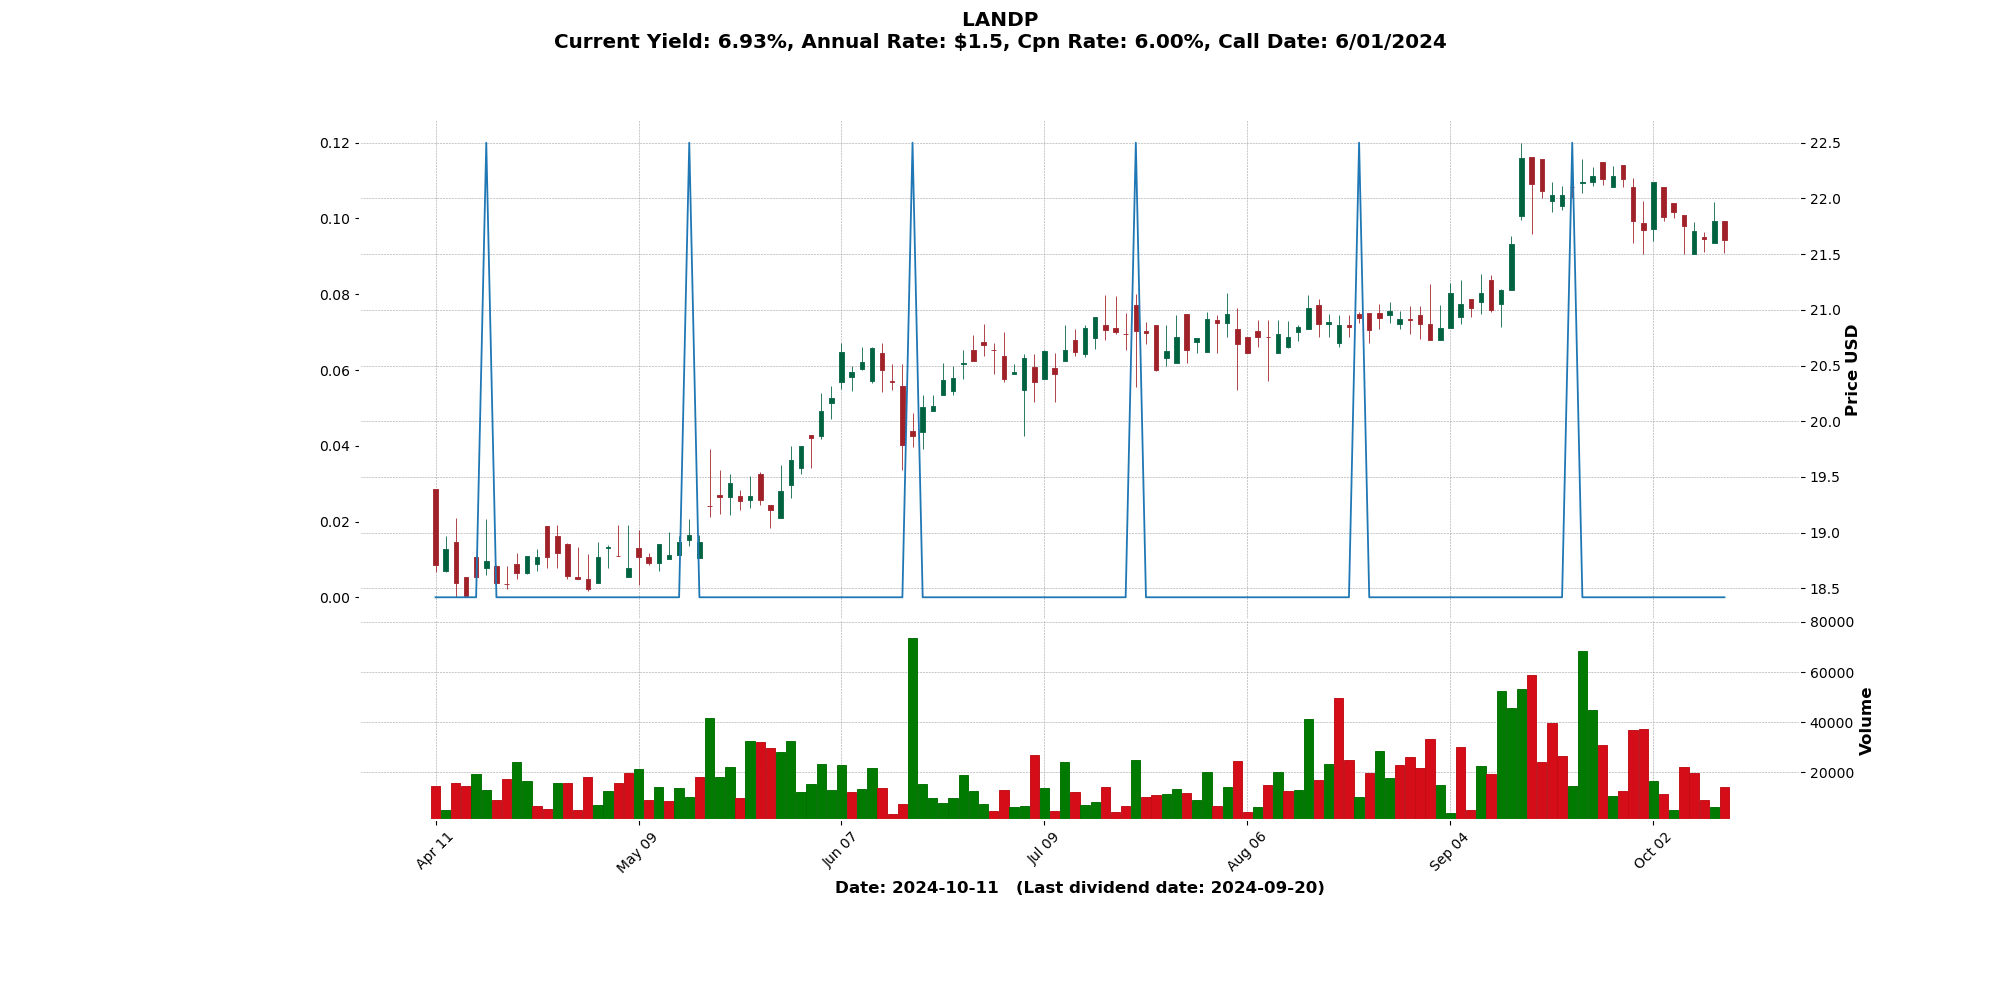 LANDP
Current Yield: 6.93%, Annual Rate: $1.5, Cpn Rate: 6.00%, Call Date: 6/01/2024
0.12
0.10
0.08
0.06
0.04
0.02
0.00
22.5
22.0
21.5
21.0
20.5
20.0
19.5
19.0
18.5
Price USD
80000
60000
40000
20000
Volume
Apr 11
May 09
Jun 07
Jul 09
Aug 06
Sep 04
Oct 02
Date: 2024-10-11 (Last dividend date: 2024-09-20)